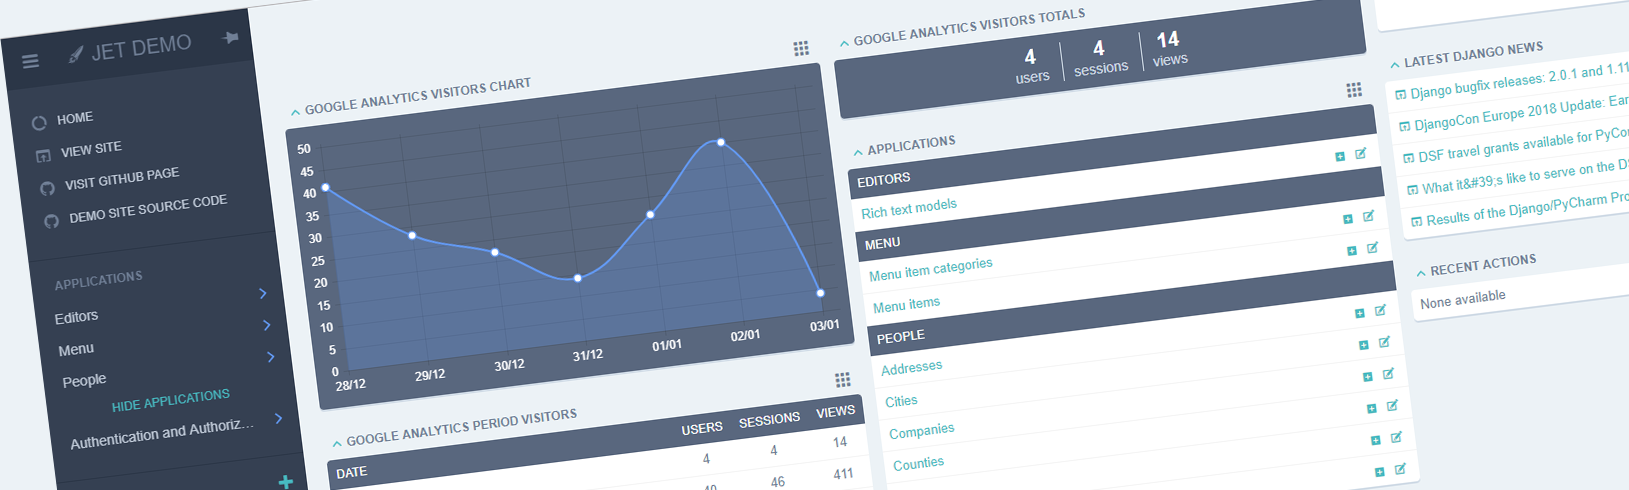 JET DEMO
HOME
VIEW SITE
VISIT GITHUB PAGE
DEMO SITE SOURCE CODE
APPLICATIONS
Editors
Menu
People
HIDE APPLICATIONS
Authentication and Authoriz...
GOOGLE ANALYTICS VISITORS CHART
50
45
40
35
30
25
20
15
10
5
0
28/12
29/12
30/12
31/12
01/01
02/01
03/01
GOOGLE ANALYTICS PERIOD VISITORS
DATE USERS SESSIONS VIEWS
4 4 14
46 411
GOOGLE ANALYTICS VISITORS TOTALS
4 4 14
users sessions views
APPLICATIONS
EDITORS
Rich text models
MENU
Menu item categories
Menu items
PEOPLE
Addresses
Cities
Companies
Counties
LATEST DJANGO NEWS
Django bugfix releases: 2.0.1 and 1.11
DjangoCon Europe 2018 Update: Ear
DSF travel grants available for PyCon
What it&#39;s like to serve on the D
Results of the Django/PyCharm Pro
RECENT ACTIONS
None available